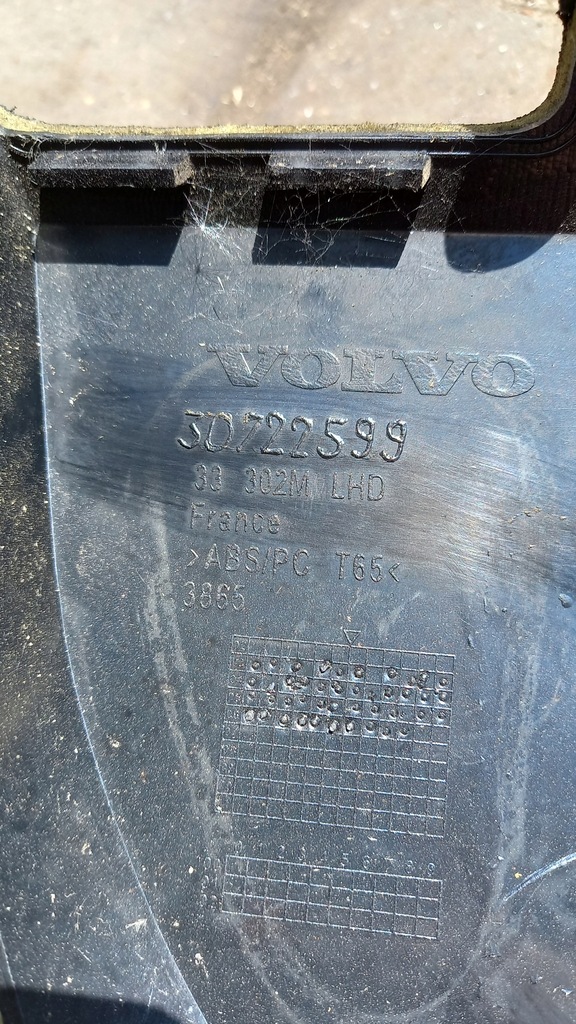 VOLVO
30722599
33 302M LHD
France
>ABS/PC T65<
3865